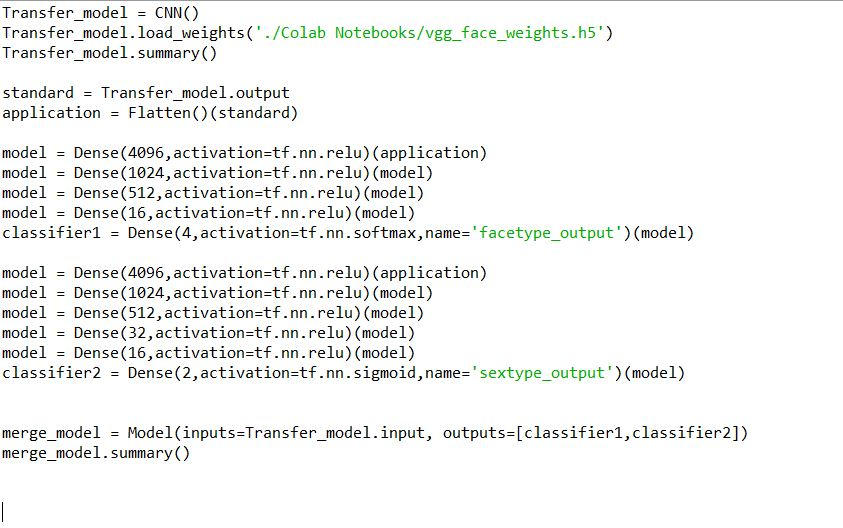 Transfer_model = CNN()
Transfer_model.load_weights('./Colab Notebooks/vgg_face_weights.h5')
Transfer_model.summary()
standard = Transfer_model.output
application = Flatten()(standard)
model = Dense(4096,activation=tf.nn.relu)(application)
model = Dense(1024,activation=tf.nn.relu)(model)
model = Dense(512,activation=tf.nn.relu)(model)
model = Dense(16,activation=tf.nn.relu)(model)
classifier1 = Dense(4,activation=tf.nn.softmax,name='facetype_output')(model)
model = Dense(4096,activation=tf.nn.relu)(application)
model = Dense(1024,activation=tf.nn.relu)(model)
model = Dense(512,activation=tf.nn.relu)(model)
model = Dense(32,activation=tf.nn.relu)(model)
model = Dense(16,activation=tf.nn.relu)(model)
classifier2 = Dense(2,activation=tf.nn.sigmoid,name='sextype_output')(model)
merge_model = Model(inputs=Transfer_model.input, outputs=[classifier1,classifier2])
merge_model.summary()